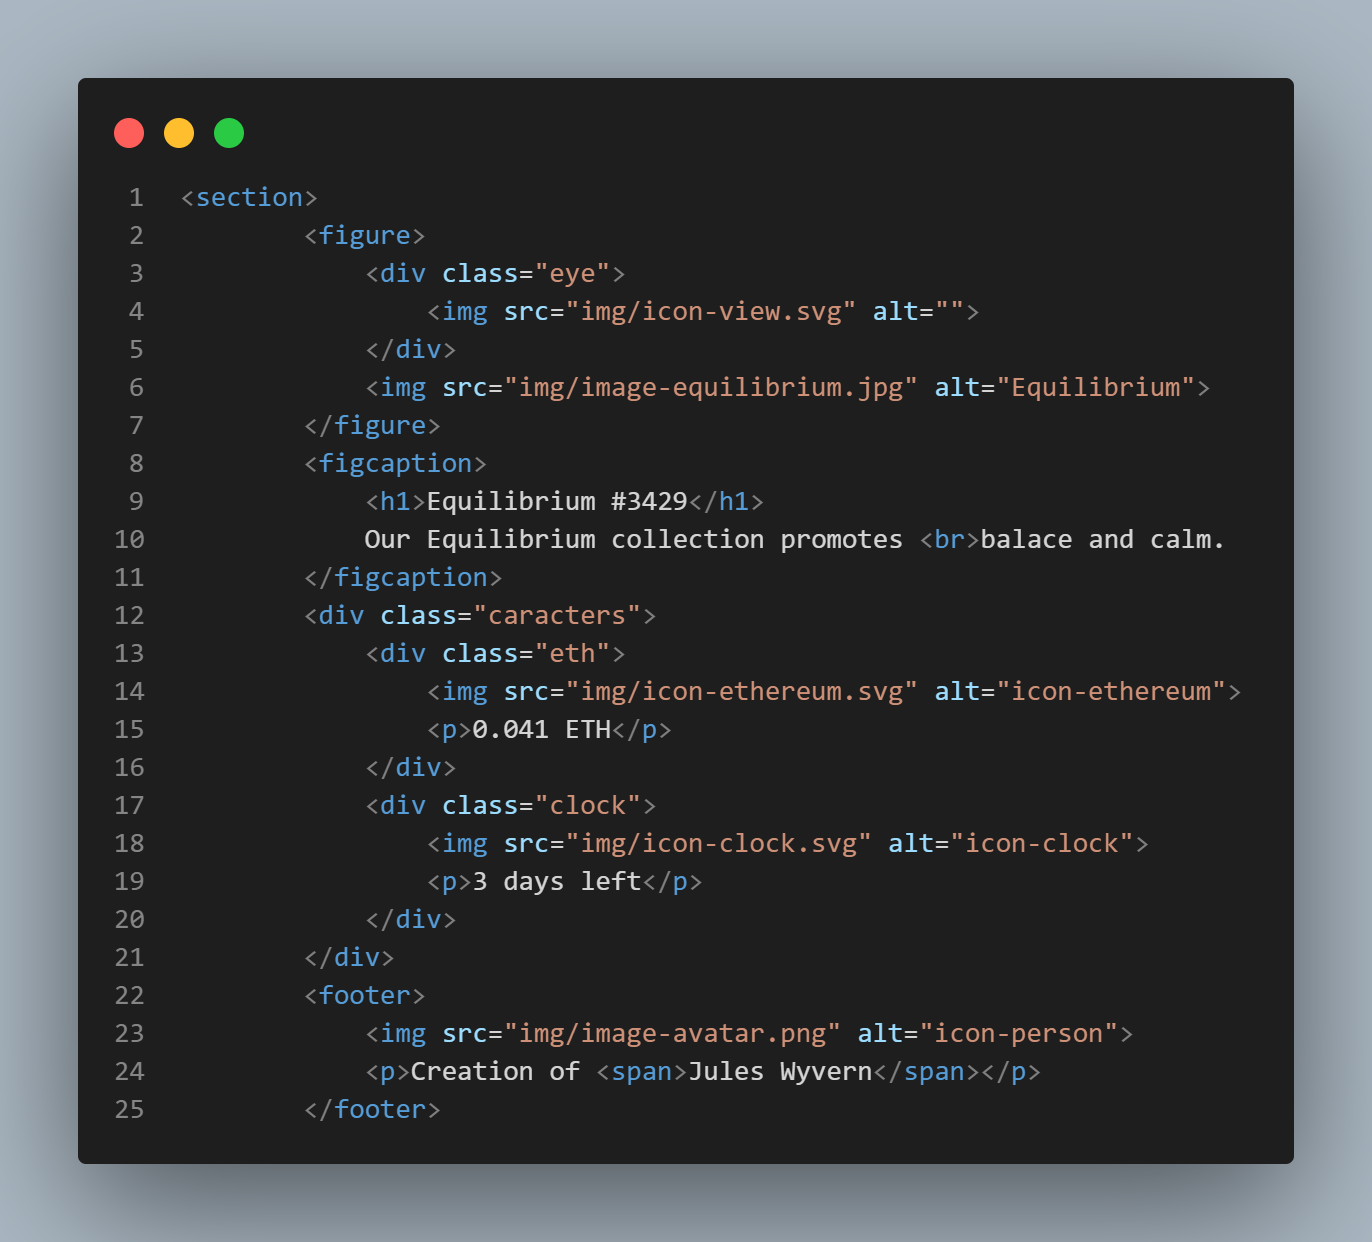 1 <section>
2         <figure>
3             <div class="eye">
4                 <img src="img/icon-view.svg" alt="">
5             </div>
6             <img src="img/image-equilibrium.jpg" alt="Equilibrium">
7         </figure>
8         <figcaption>
9             <h1>Equilibrium #3429</h1>
10             Our Equilibrium collection promotes <br>balace and calm.
11         </figcaption>
12         <div class="caracters">
13             <div class="eth">
14                 <img src="img/icon-ethereum.svg" alt="icon-ethereum">
15                 <p>0.041 ETH</p>
16             </div>
17             <div class="clock">
18                 <img src="img/icon-clock.svg" alt="icon-clock">
19                 <p>3 days left</p>
20             </div>
21         </div>
22         <footer>
23             <img src="img/image-avatar.png" alt="icon-person">
24             <p>Creation of <span>Jules Wyvern</span></p>
25         </footer>